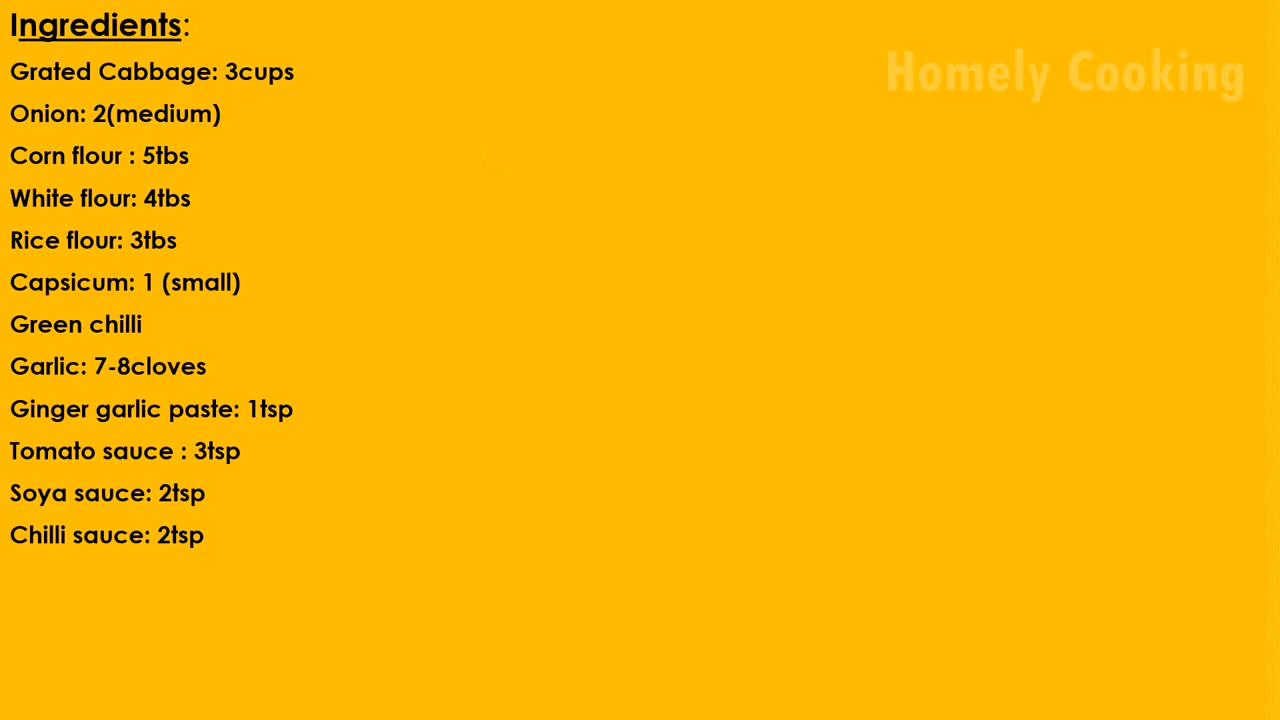 Ingredients:
Homely Cooking
Grated Cabbage: 3cups
Onion: 2(medium)
Corn flour : 5tbs
White flour: 4tbs
Rice flour: 3tbs
Capsicum: 1 (small)
Green chilli
Garlic: 7-8cloves
Ginger garlic paste: 1tsp
Tomato sauce : 3tsp
Soya sauce: 2tsp
Chilli sauce: 2tsp